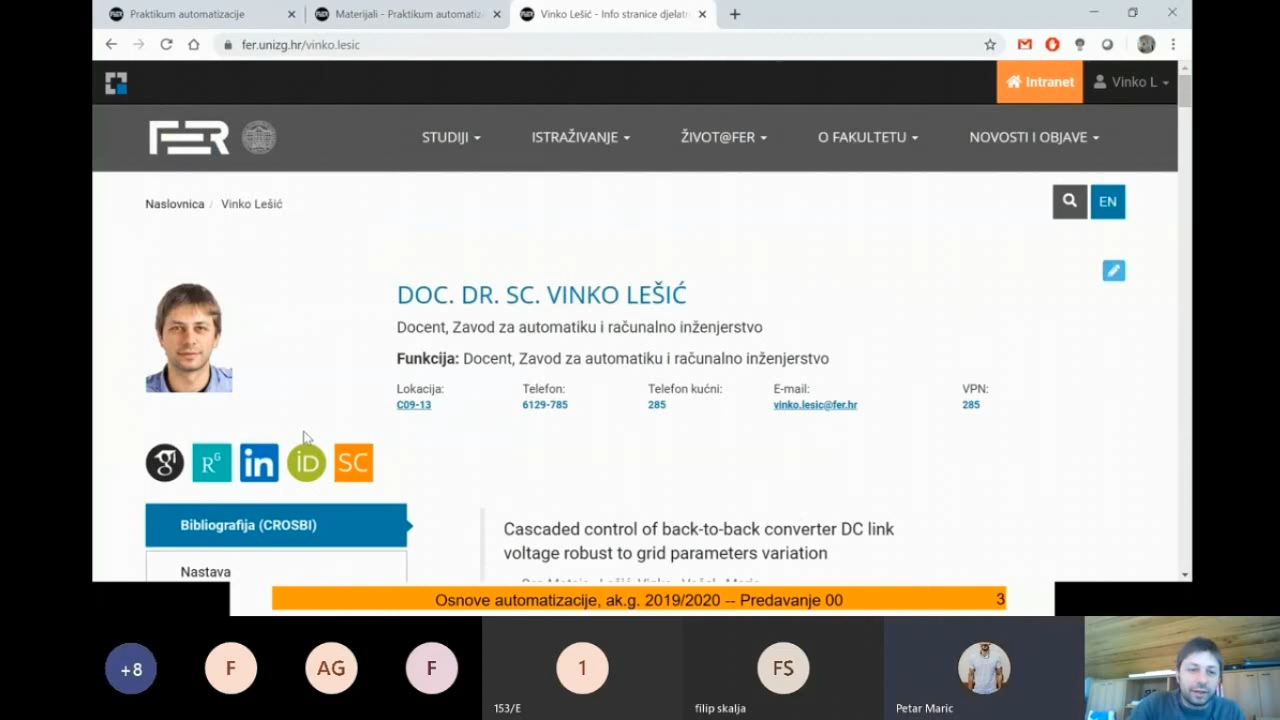 Praktikum automatizacije
Materijali - Praktikum automatiz
Vinko Lešić - Info stranice djelatn
fer.unizg.hr/vinko.lesic
Intranet
Vinko L
FER
STUDIJI
ISTRAŽIVANJE
ŽIVOT@FER
O FAKULTETU
NOVOSTI I OBJAVE
Naslovnica / Vinko Lešić
EN
DOC. DR. SC. VINKO LEŠIĆ
Docent, Zavod za automatiku i računalno inženjerstvo
Funkcija: Docent, Zavod za automatiku i računalno inženjerstvo
Lokacija: Telefon: Telefon kućni: E-mail: VPN:
C09-13 6129-785 285 vinko.lesic@fer.hr 285
RG in iD SC
Bibliografija (CROSBI)
Cascaded control of back-to-back converter DC link
voltage robust to grid parameters variation
Nastava
Osnove automatizacije, ak.g. 2019/2020 -- Predavanje 00
3
+8
F
AG
F
1
FS
153/E
filip skalja
Petar Maric